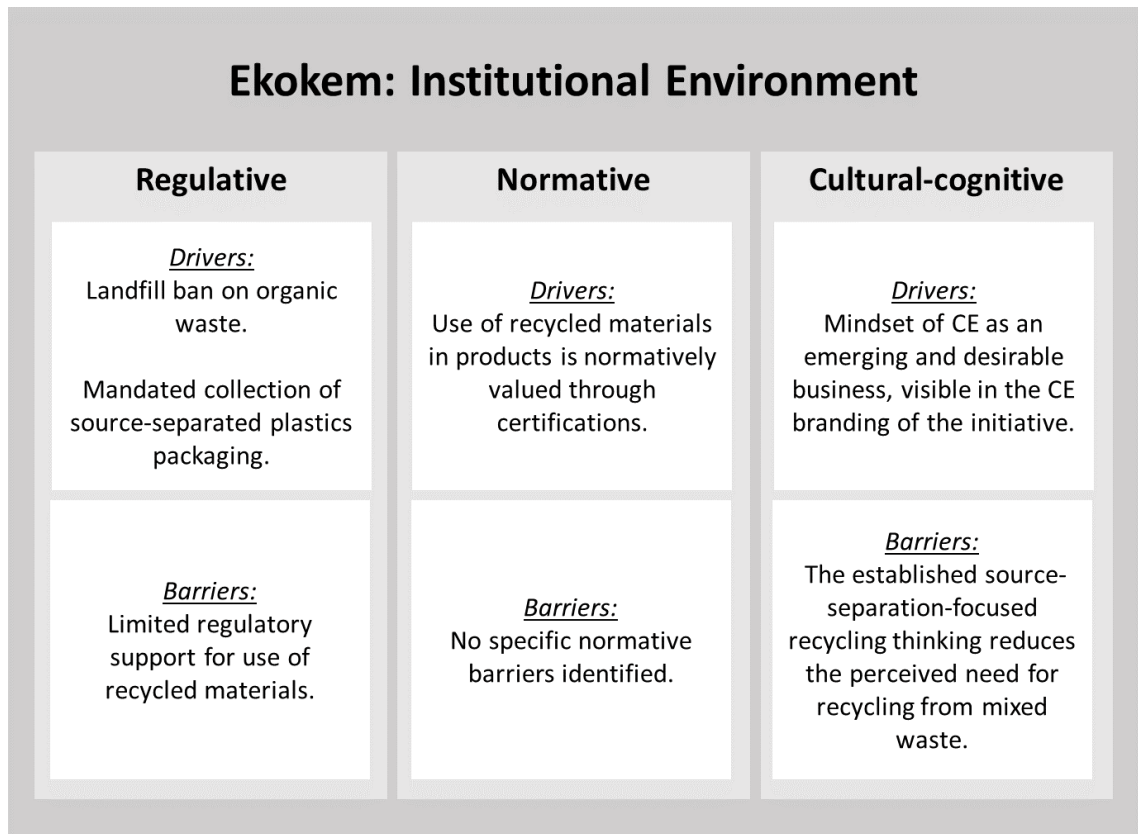 Ekokem: Institutional Environment
Regulative
Drivers:
Landfill ban on organic
waste.
Mandated collection of
source-separated plastics
packaging.
Barriers:
Limited regulatory
support for use of
recycled materials.
Normative
Drivers:
Use of recycled materials
in products is normatively
valued through
certifications.
Barriers:
No specific normative
barriers identified.
Cultural-cognitive
Drivers:
Mindset of CE as an
emerging and desirable
business, visible in the CE
branding of the initiative.
Barriers:
The established source-
separation-focused
recycling thinking reduces
the perceived need for
recycling from mixed
waste.